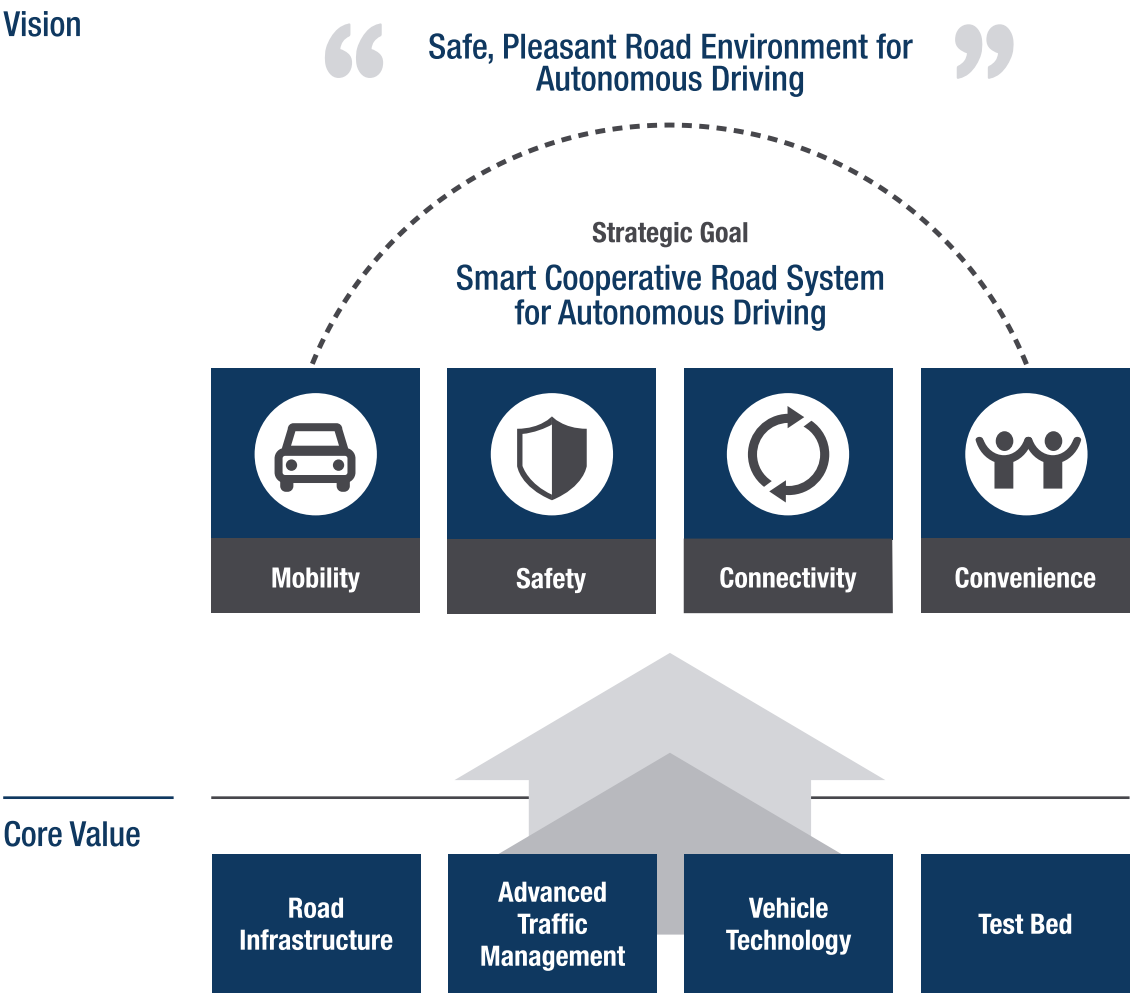 Vision
“ Safe, Pleasant Road Environment for ”
Autonomous Driving
Strategic Goal
Smart Cooperative Road System
for Autonomous Driving
Mobility
Safety
Connectivity
Convenience
Core Value
Road
Infrastructure
Advanced
Traffic
Management
Vehicle
Technology
Test Bed